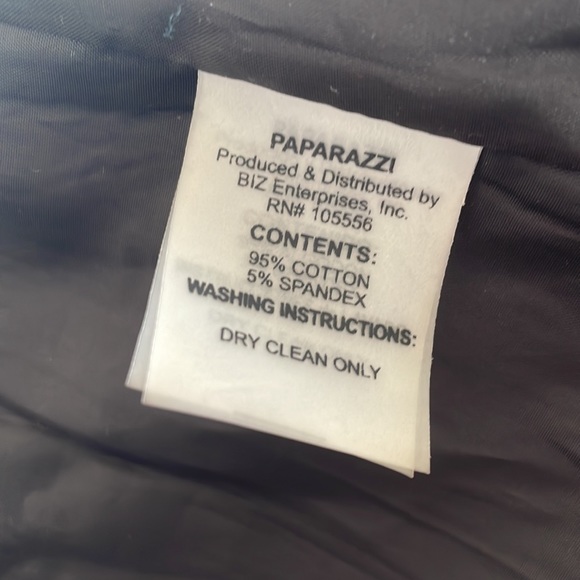 PAPARAZZI
Produced & Distributed by
BIZ Enterprises, Inc.
RN# 105556
CONTENTS:
95% COTTON
5% SPANDEX
WASHING INSTRUCTIONS:
DRY CLEAN ONLY